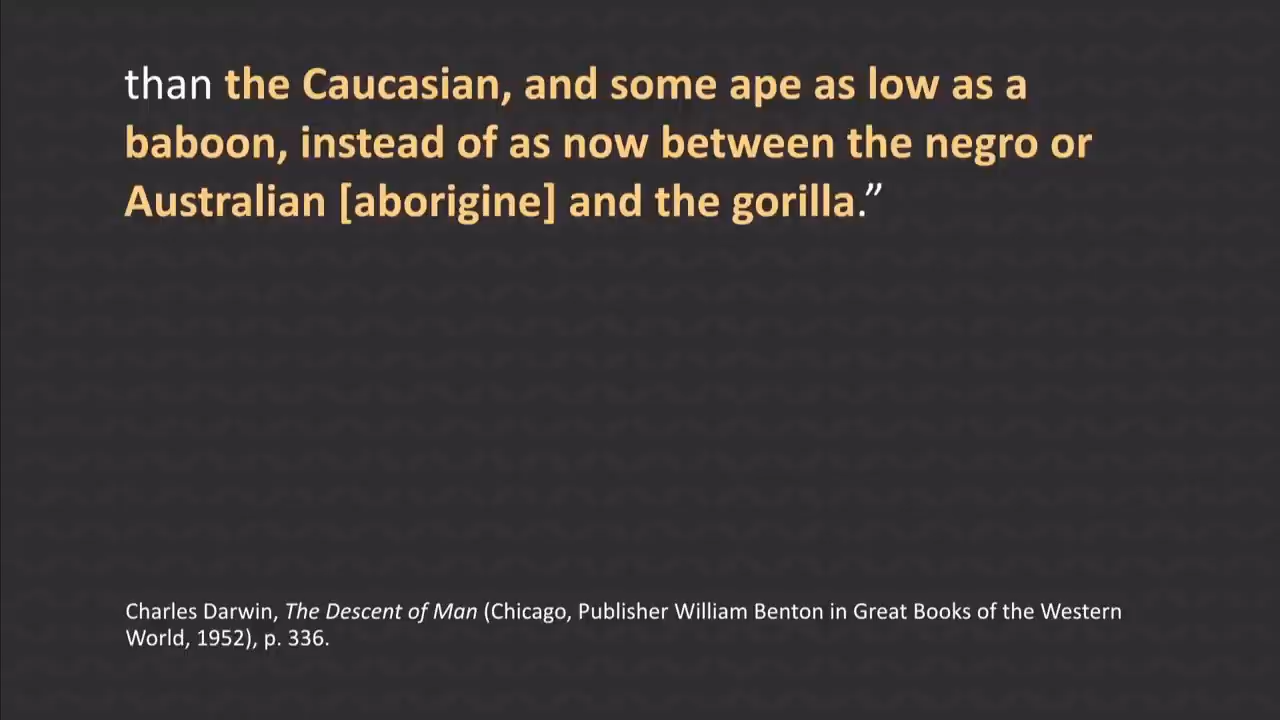 than the Caucasian, and some ape as low as a
baboon, instead of as now between the negro or
Australian [aborigine] and the gorilla.”
Charles Darwin, The Descent of Man (Chicago, Publisher William Benton in Great Books of the Western
World, 1952), p. 336.